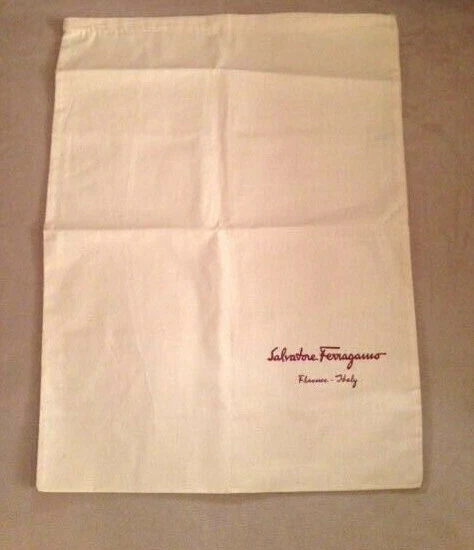 Salvatore Ferragamo
Florence - Italy